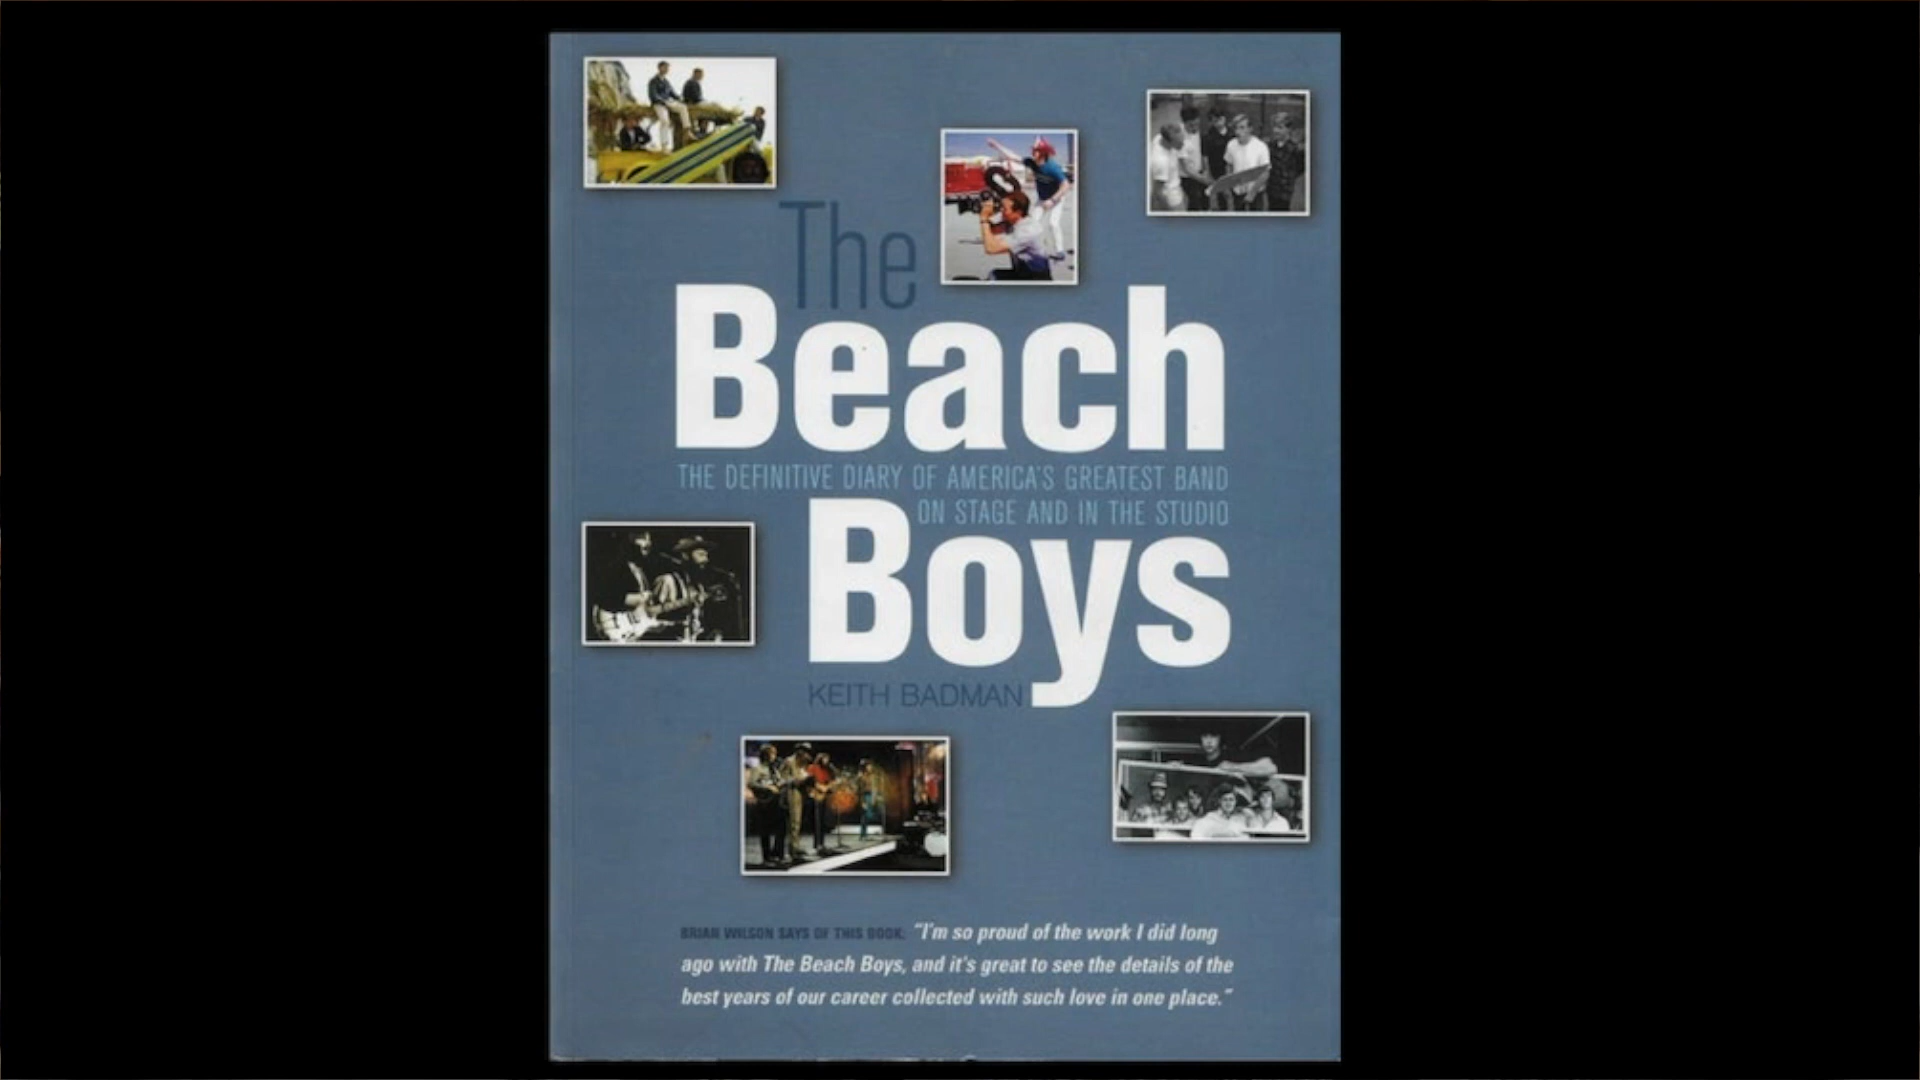 The
Beach
THE DEFINITIVE DIARY OF AMERICA'S GREATEST BAND
ON STAGE AND IN THE STUDIO
Boys
KEITH BADMAN
BRIAN WILSON SAYS OF THIS BOOK: “I'm so proud of the work I did long
ago with The Beach Boys, and it's great to see the details of the
best years of our career collected with such love in one place.”